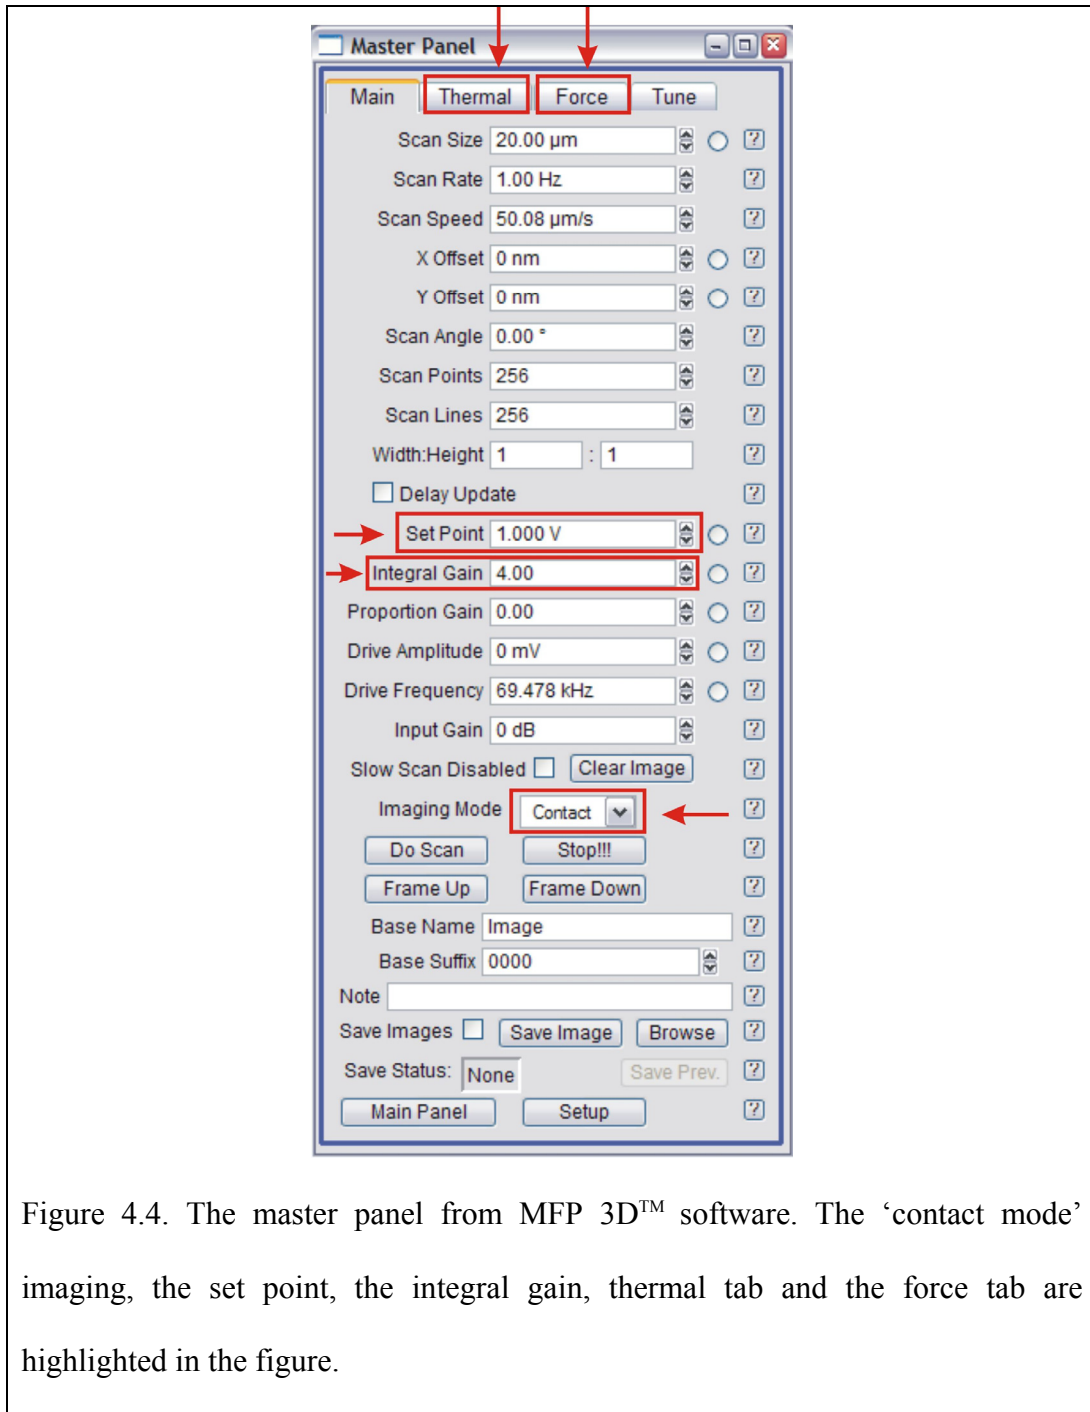 Master Panel
Main Thermal Force Tune
Scan Size 20.00 µm ?
Scan Rate 1.00 Hz ?
Scan Speed 50.08 µm/s ?
X Offset 0 nm ?
Y Offset 0 nm ?
Scan Angle 0.00 ° ?
Scan Points 256 ?
Scan Lines 256 ?
Width:Height 1 : 1 ?
Delay Update ?
Set Point 1.000 V ?
Integral Gain 4.00 ?
Proportion Gain 0.00 ?
Drive Amplitude 0 mV ?
Drive Frequency 69.478 kHz ?
Input Gain 0 dB ?
Slow Scan Disabled Clear Image ?
Imaging Mode Contact ?
Do Scan Stop!!! ?
Frame Up Frame Down ?
Base Name Image ?
Base Suffix 0000 ?
Note ?
Save Images Save Image Browse ?
Save Status: None Save Prev. ?
Main Panel Setup ?
Figure 4.4. The master panel from MFP 3D™ software. The ‘contact mode’
imaging, the set point, the integral gain, thermal tab and the force tab are
highlighted in the figure.